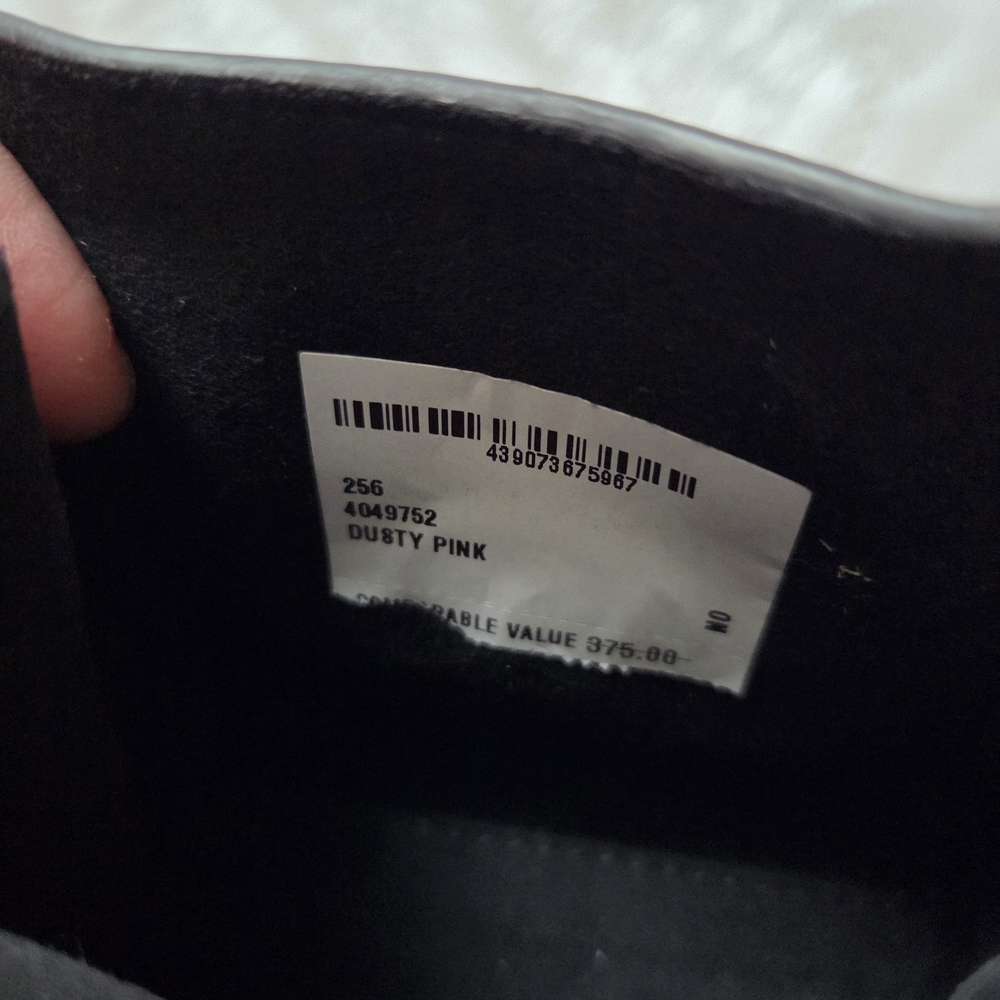 439073675967
256
4049752
DUSTY PINK
COMPARABLE VALUE 375.00
NO